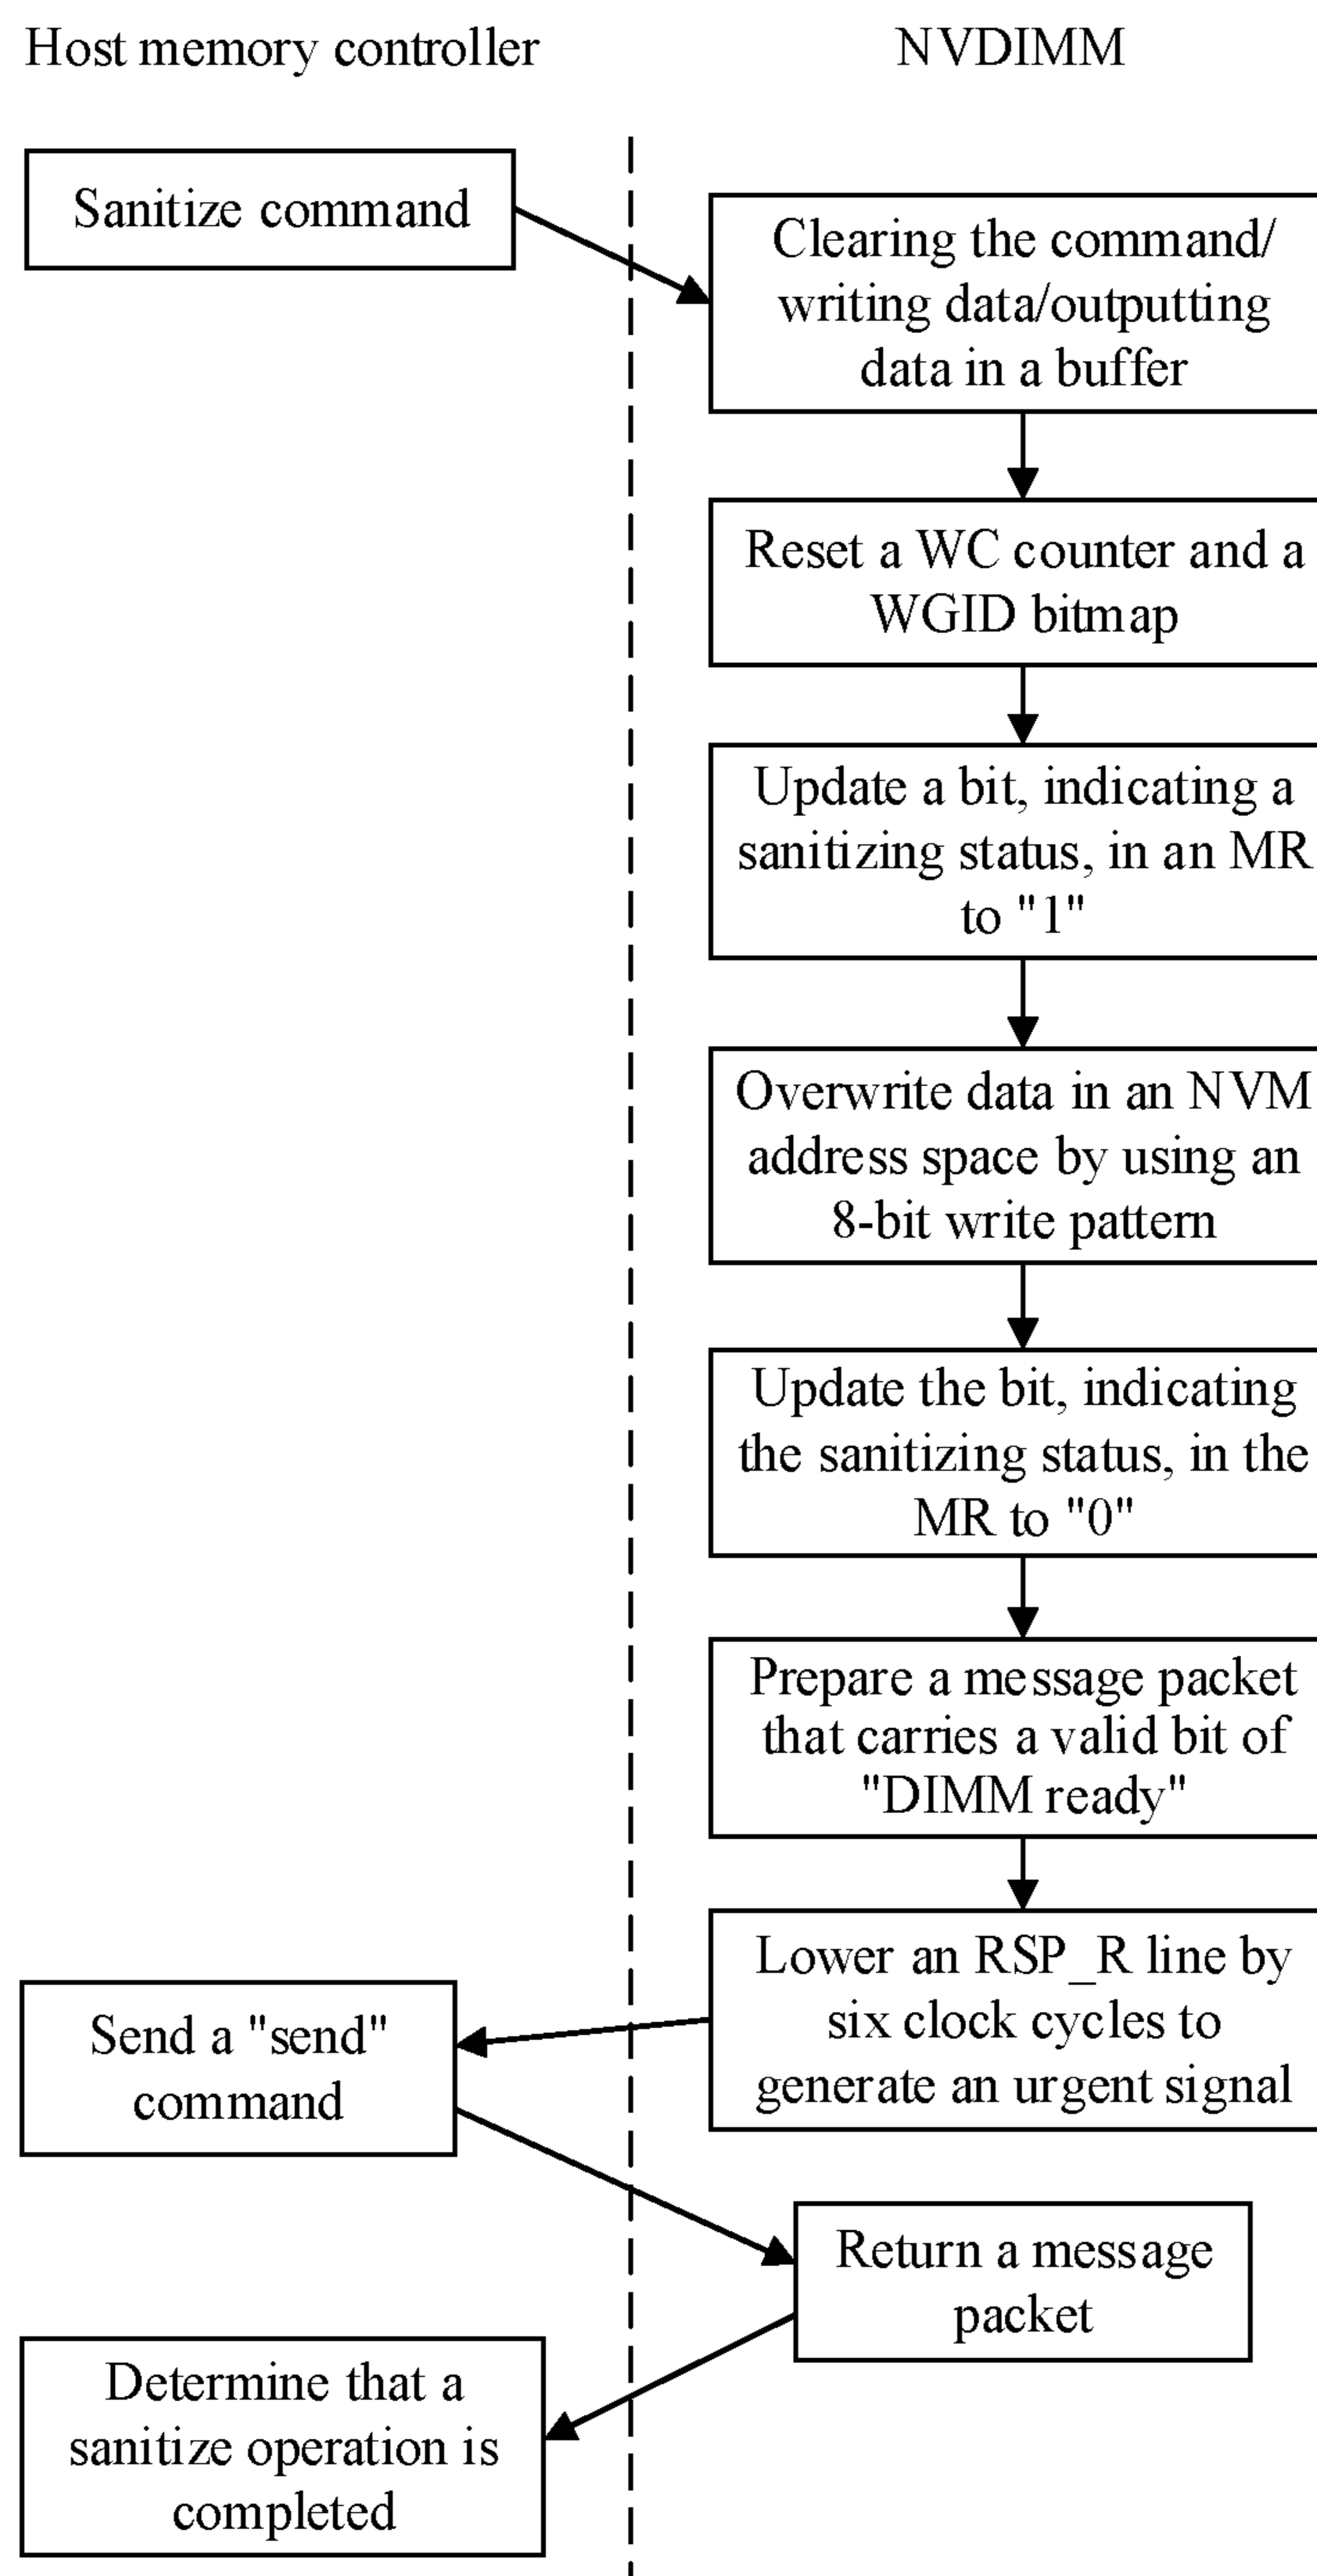 Host memory controller
NVDIMM
Sanitize command
Clearing the command/
writing data/outputting
data in a buffer
Reset a WC counter and a
WGID bitmap
Update a bit, indicating a
sanitizing status, in an MR
to "1"
Overwrite data in an NVM
address space by using an
8-bit write pattern
Update the bit, indicating
the sanitizing status, in the
MR to "0"
Prepare a message packet
that carries a valid bit of
"DIMM ready"
Lower an RSP_R line by
six clock cycles to
generate an urgent signal
Send a "send"
command
Return a message
packet
Determine that a
sanitize operation is
completed